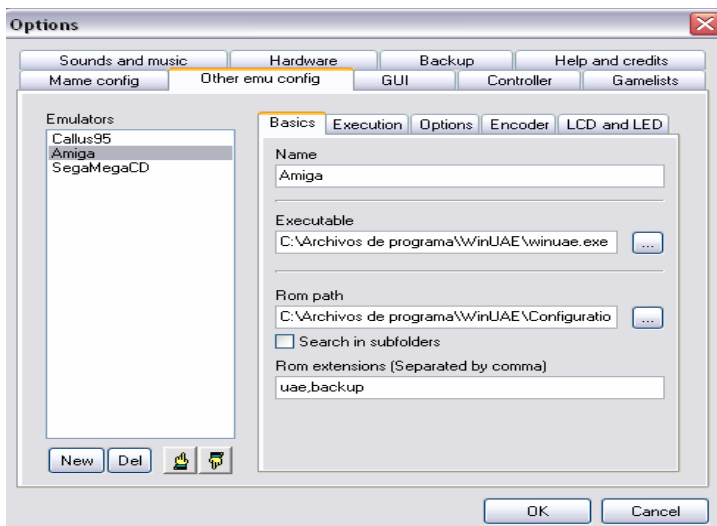 Options
Sounds and music Hardware Backup Help and credits
Mame config Other emu config GUI Controller Gamelists
Emulators
Callus95
Amiga
SegaMegaCD
New Del
Basics Execution Options Encoder LCD and LED
Name
Amiga
Executable
C:\Archivos de programa\WinUAE\winuae.exe ...
Rom path
C:\Archivos de programa\WinUAE\Configuratio ...
Search in subfolders
Rom extensions (Separated by comma)
uae,backup
OK Cancel